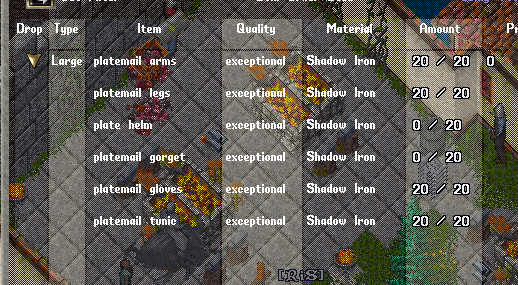 Drop Type Item Quality Material Amount Pr
Large platemail arms exceptional Shadow Iron 20 / 20 0
platemail legs exceptional Shadow Iron 20 / 20
plate helm exceptional Shadow Iron 0 / 20
platemail gorget exceptional Shadow Iron 0 / 20
platemail gloves exceptional Shadow Iron 20 / 20
platemail tunic exceptional Shadow Iron 20 / 20
[RiS]